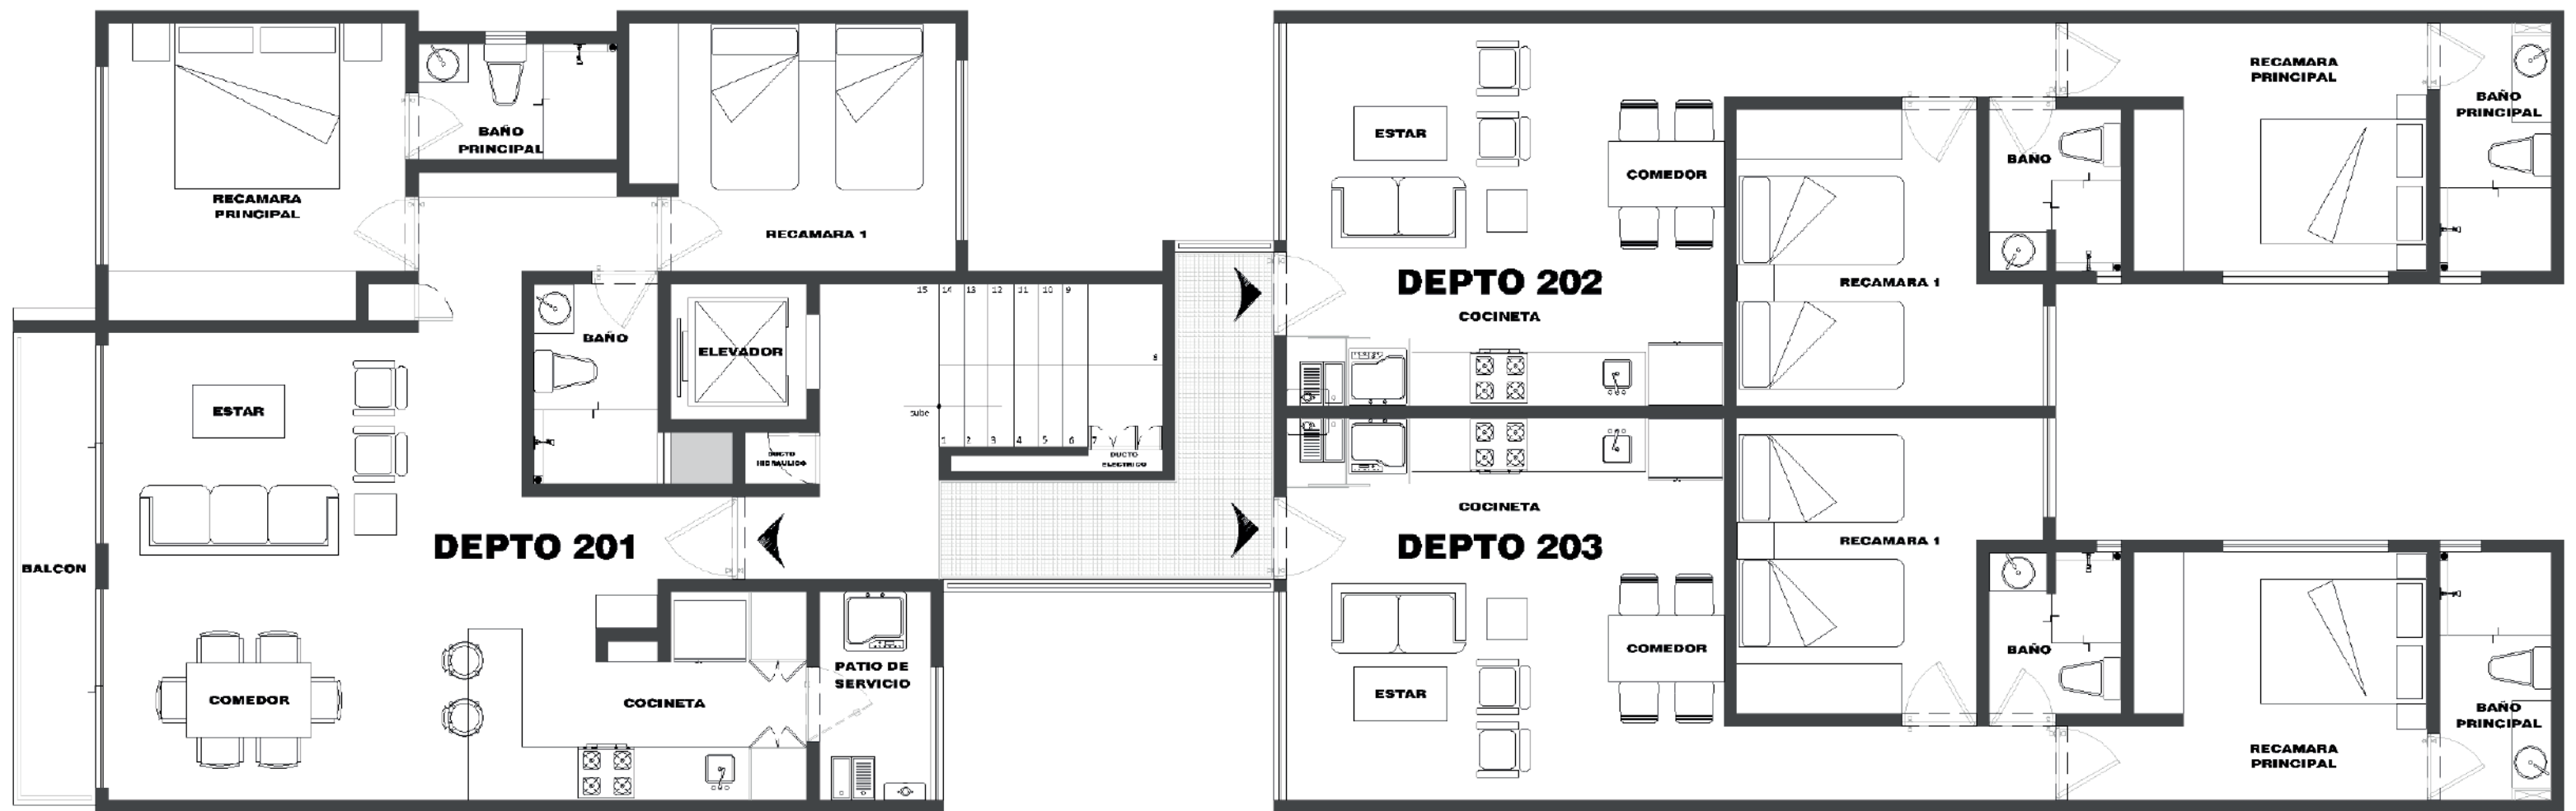 RECAMARA
PRINCIPAL
BAÑO
PRINCIPAL
RECAMARA 1
BAÑO
ELEVADOR
DUCTO
HIDRAULICO
15
14
13
12
11
10
9
8
sube
1
2
3
4
5
6
7
DUCTO
ELECTRICO
ESTAR
DEPTO 201
BALCON
COMEDOR
COCINETA
PATIO DE
SERVICIO
ESTAR
COMEDOR
DEPTO 202
COCINETA
RECAMARA 1
BAÑO
RECAMARA
PRINCIPAL
BAÑO
PRINCIPAL
COCINETA
DEPTO 203
ESTAR
COMEDOR
RECAMARA 1
BAÑO
RECAMARA
PRINCIPAL
BAÑO
PRINCIPAL